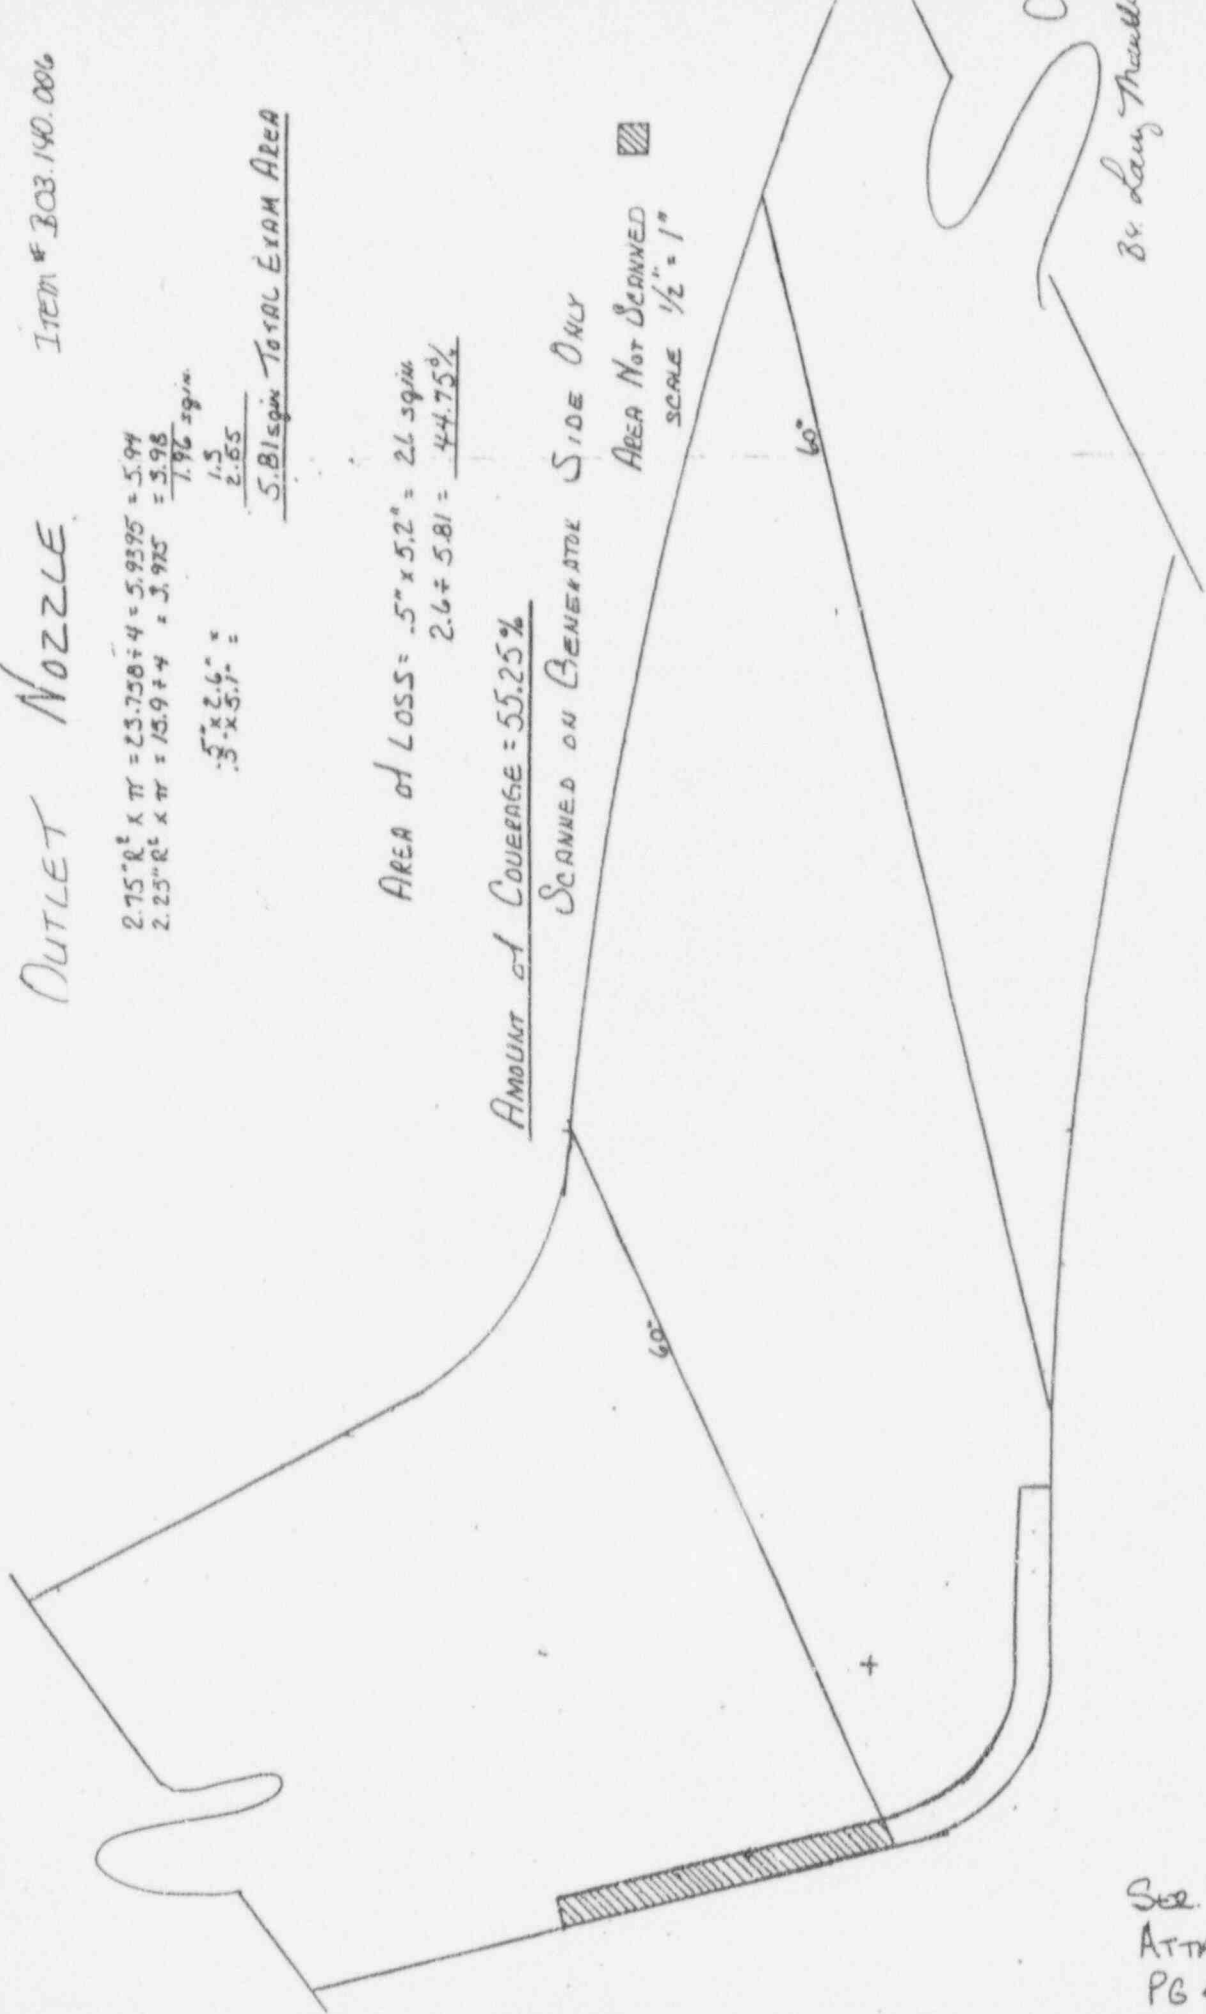 OUTLET NOZZLE
ITEM # B03.140.006
2.75"R² x π = 23.758 ÷ 4 = 5.9395 = 5.94
2.25"R² x π = 15.9 ÷ 4 = 3.975 = 3.98
1.96 sqin.
.5" x 2.6" = 1.3
.5" x 5.1" = 2.55
5.81 sqin TOTAL EXAM AREA
AREA of LOSS = .5" x 5.2" = 2.6 sqin.
2.6 ÷ 5.81 = 44.75%
AMOUNT of COVERAGE = 55.25%
SCANNED ON GENERATOR SIDE ONLY
AREA NOT SCANNED
SCALE 1/2" = 1"
60°
60°
+
By: Larry
PG